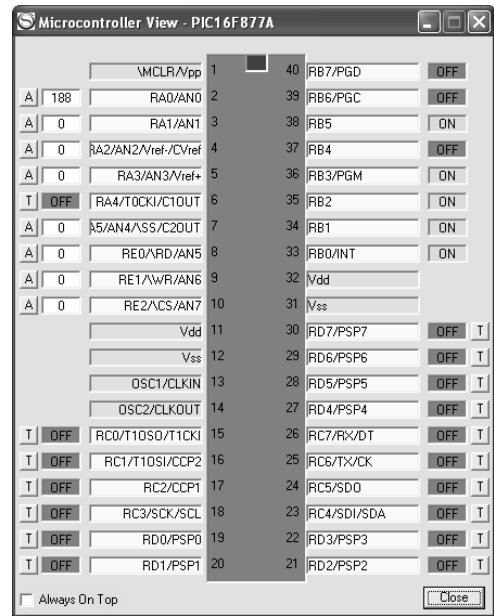 Microcontroller View - PIC16F877A
\MCLR/Vpp 1 40 RB7/PGD OFF
A 188 RA0/AN0 2 39 RB6/PGC OFF
A 0 RA1/AN1 3 38 RB5 ON
A 0 RA2/AN2/Vref-/CVref 4 37 RB4 OFF
A 0 RA3/AN3/Vref+ 5 36 RB3/PGM ON
T OFF RA4/T0CKI/C1OUT 6 35 RB2 ON
A 0 A5/AN4/\SS/C2OUT 7 34 RB1 ON
A 0 RE0/\RD/AN5 8 33 RB0/INT ON
A 0 RE1/\WR/AN6 9 32 Vdd
A 0 RE2/\CS/AN7 10 31 Vss
Vdd 11 30 RD7/PSP7 OFF T
Vss 12 29 RD6/PSP6 OFF T
OSC1/CLKIN 13 28 RD5/PSP5 OFF T
OSC2/CLKOUT 14 27 RD4/PSP4 OFF T
T OFF RC0/T1OSO/T1CKI 15 26 RC7/RX/DT OFF T
T OFF RC1/T1OSI/CCP2 16 25 RC6/TX/CK OFF T
T OFF RC2/CCP1 17 24 RC5/SDO OFF T
T OFF RC3/SCK/SCL 18 23 RC4/SDI/SDA OFF T
T OFF RD0/PSP0 19 22 RD3/PSP3 OFF T
T OFF RD1/PSP1 20 21 RD2/PSP2 OFF T
Always On Top Close